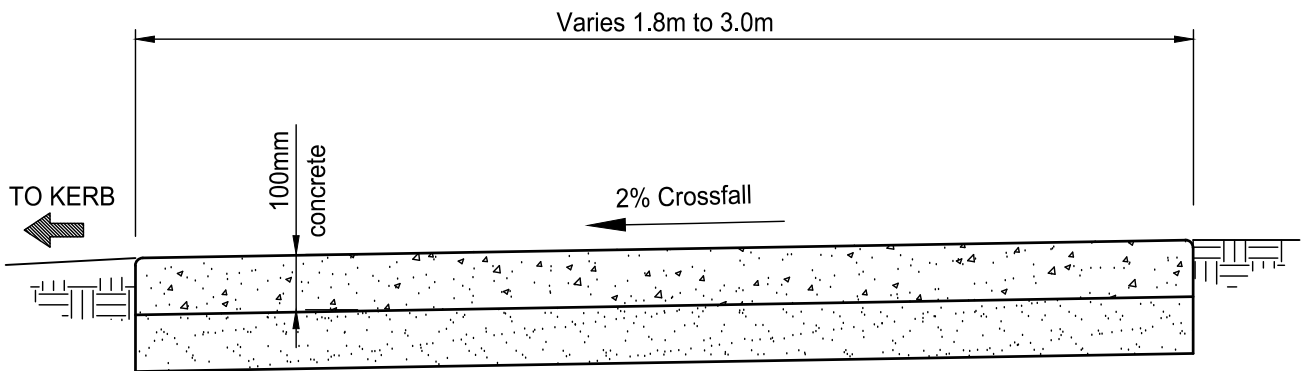 Varies 1.8m to 3.0m
100mm
concrete
TO KERB
2% Crossfall